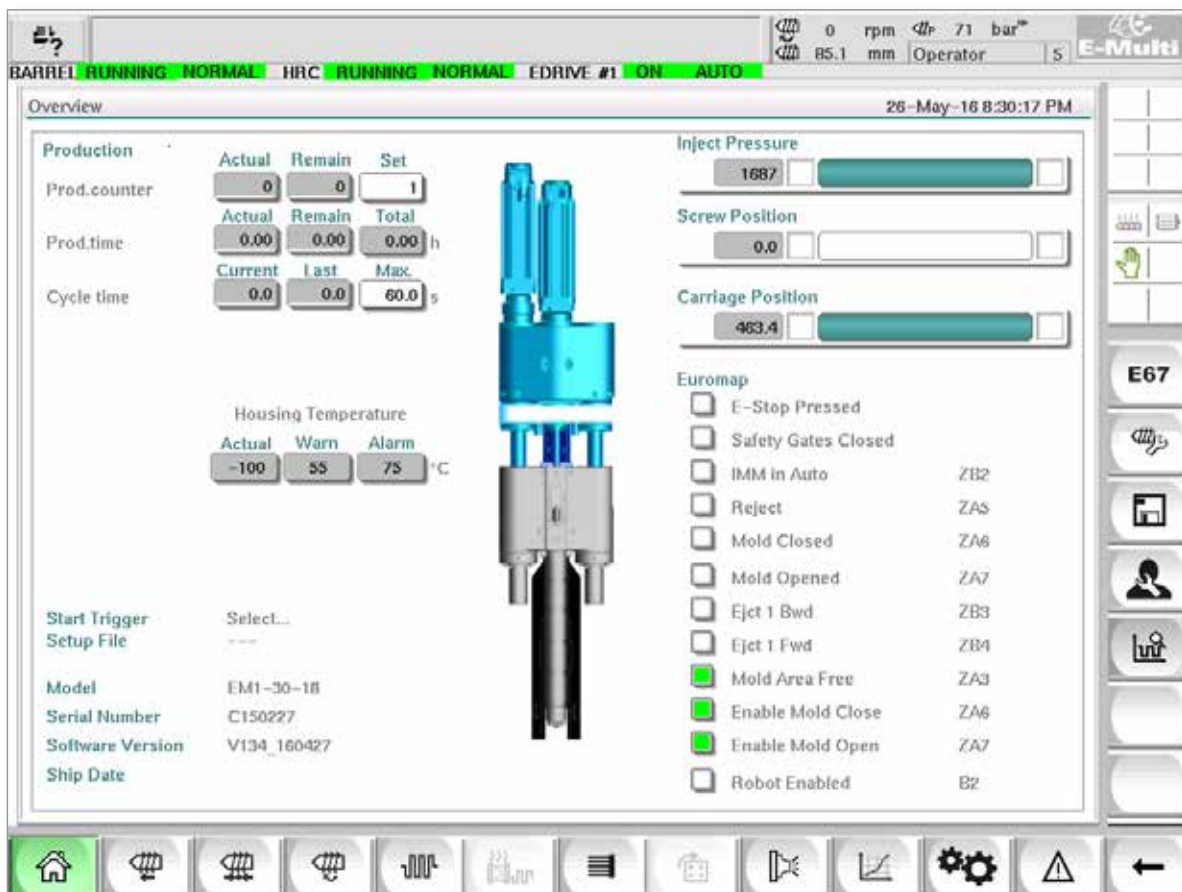 0 rpm P 71 bar
85.1 mm Operator 5
E-Multi
BARREL RUNNING NORMAL HRC RUNNING NORMAL EDRIVE #1 ON AUTO
Overview
26-May-16 8:30:17 PM
Production
Actual Remain Set
Prod.counter 0 0 1
Actual Remain Total
Prod.time 0.00 0.00 0.00 h
Current Last Max.
Cycle time 0.0 0.0 60.0 s
Housing Temperature
Actual Warn Alarm
-100 55 75 °C
Start Trigger Select...
Setup File ---
Model EM1-30-18
Serial Number C150227
Software Version V134_160427
Ship Date
Inject Pressure
1687
Screw Position
0.0
Carriage Position
463.4
Euromap
E-Stop Pressed
Safety Gates Closed
IMM in Auto ZB2
Reject ZA5
Mold Closed ZA6
Mold Opened ZA7
Ejct 1 Bwd ZB3
Ejct 1 Fwd ZB4
Mold Area Free ZA3
Enable Mold Close ZA6
Enable Mold Open ZA7
Robot Enabled B2
E67